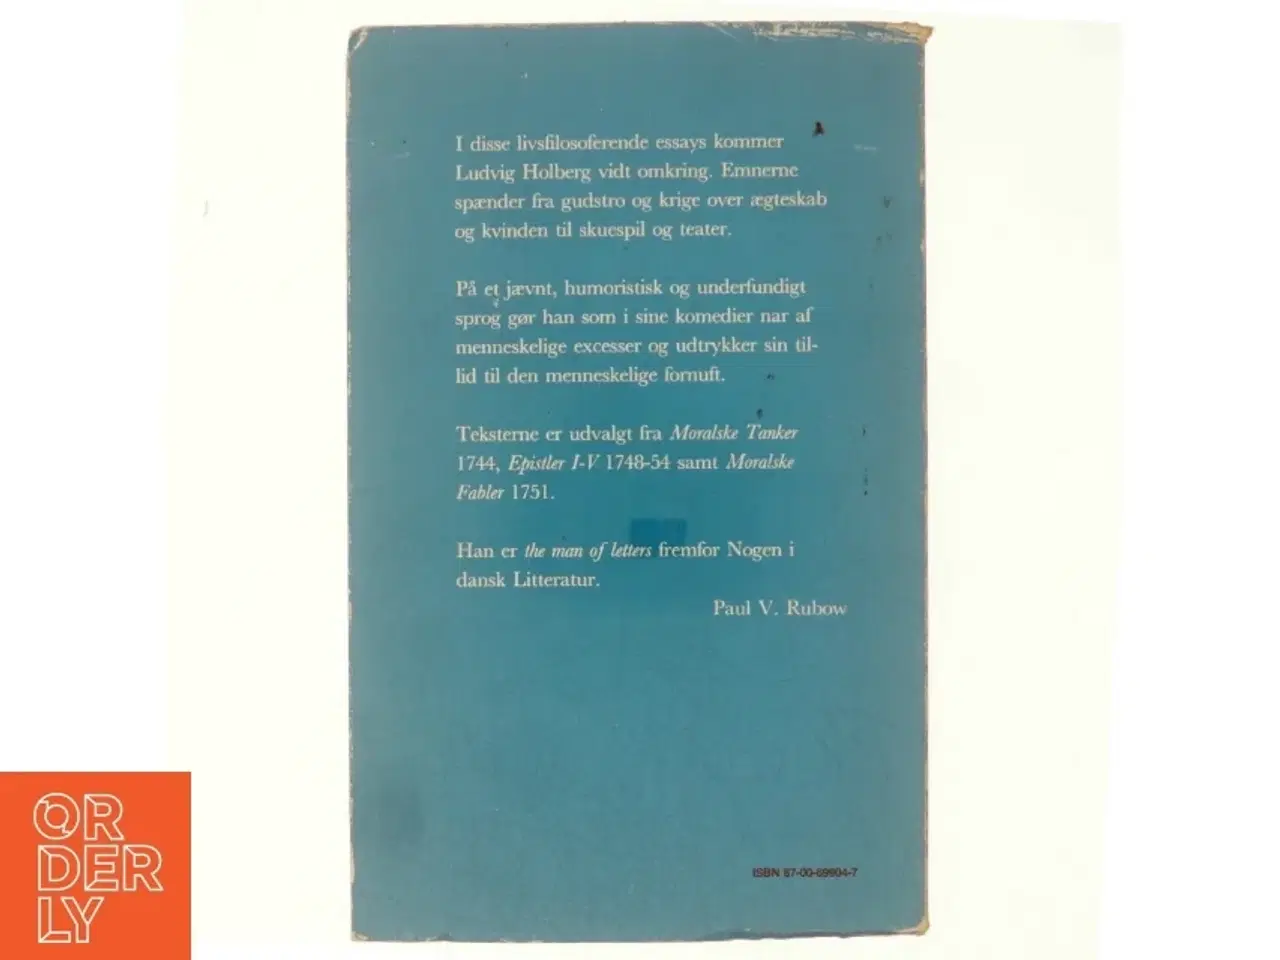 I disse livsfilosoferende essays kommer
Ludvig Holberg vidt omkring. Emnerne
spænder fra gudstro og krige over ægteskab
og kvinden til skuespil og teater.
På et jævnt, humoristisk og underfundigt
sprog gør han som i sine komedier nar af
menneskelige excesser og udtrykker sin til-
lid til den menneskelige fornuft.
Teksterne er udvalgt fra Moralske Tanker
1744, Epistler I-V 1748-54 samt Moralske
Fabler 1751.
Han er the man of letters fremfor Nogen i
dansk Litteratur.
Paul V. Rubow
ISBN 87-00-69904-7
OR
DER
LY